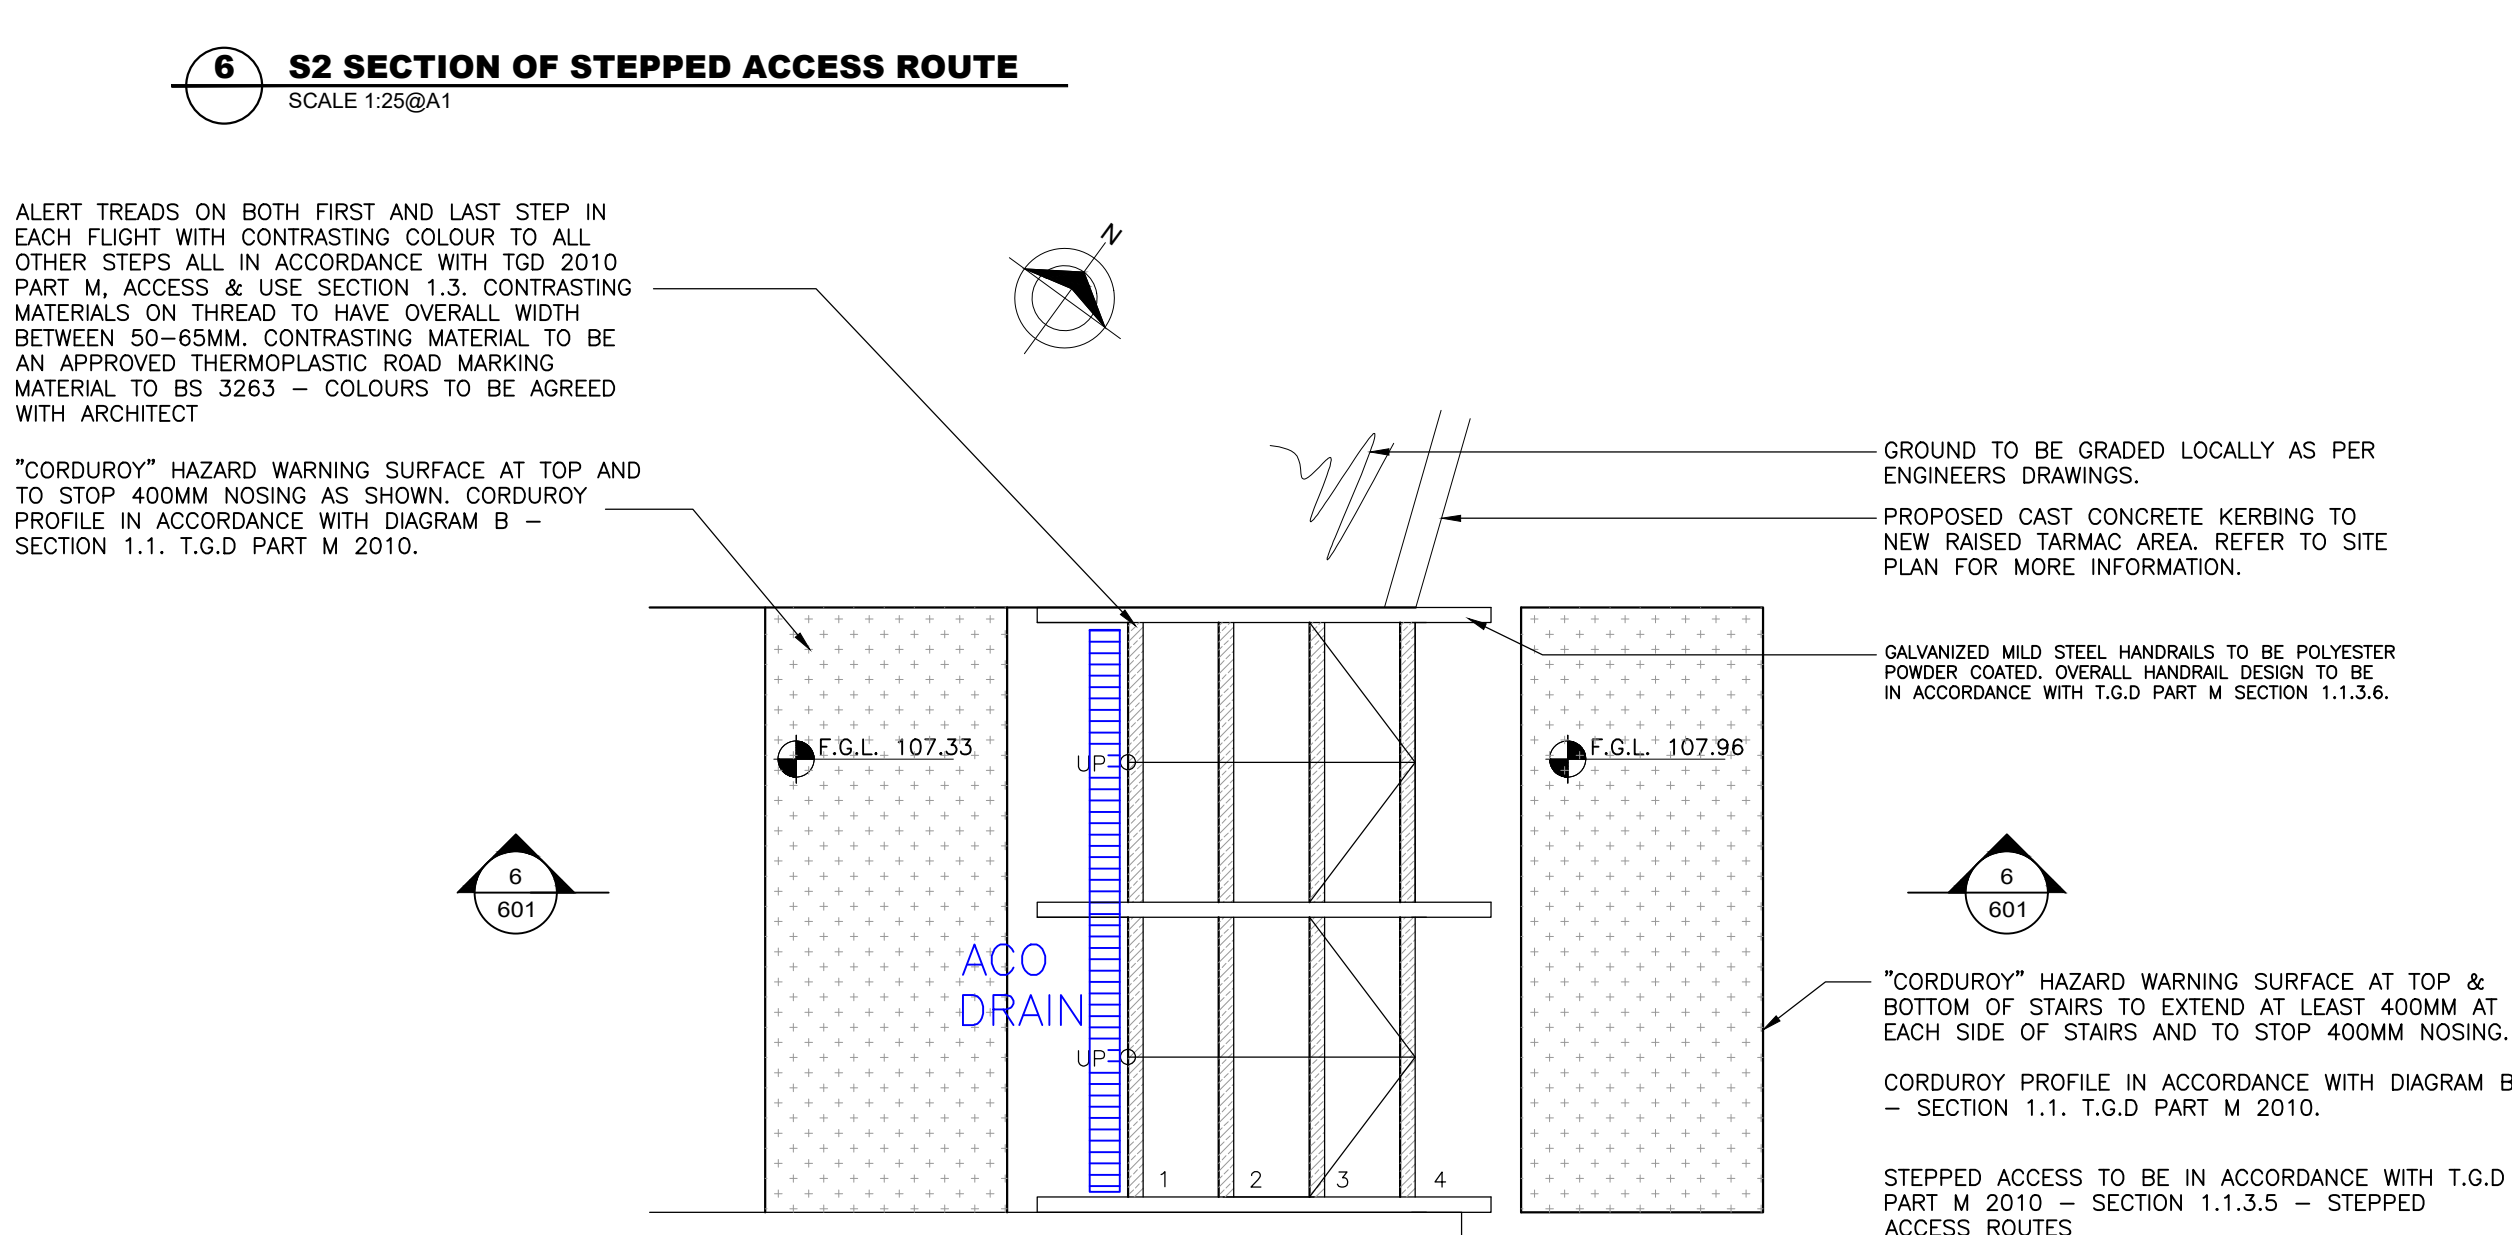 6
S2 SECTION OF STEPPED ACCESS ROUTE
SCALE 1:25@A1
ALERT TREADS ON BOTH FIRST AND LAST STEP IN
EACH FLIGHT WITH CONTRASTING COLOUR TO ALL
OTHER STEPS ALL IN ACCORDANCE WITH TGD 2010
PART M, ACCESS & USE SECTION 1.3. CONTRASTING
MATERIALS ON THREAD TO HAVE OVERALL WIDTH
BETWEEN 50-65MM. CONTRASTING MATERIAL TO BE
AN APPROVED THERMOPLASTIC ROAD MARKING
MATERIAL TO BS 3263 - COLOURS TO BE AGREED
WITH ARCHITECT
"CORDUROY" HAZARD WARNING SURFACE AT TOP AND
TO STOP 400MM NOSING AS SHOWN. CORDUROY
PROFILE IN ACCORDANCE WITH DIAGRAM B -
SECTION 1.1. T.G.D PART M 2010.
N
GROUND TO BE GRADED LOCALLY AS PER
ENGINEERS DRAWINGS.
PROPOSED CAST CONCRETE KERBING TO
NEW RAISED TARMAC AREA. REFER TO SITE
PLAN FOR MORE INFORMATION.
GALVANIZED MILD STEEL HANDRAILS TO BE POLYESTER
POWDER COATED. OVERALL HANDRAIL DESIGN TO BE
IN ACCORDANCE WITH T.G.D PART M SECTION 1.1.3.6.
F.G.L. 107.33
UP
F.G.L. 107.96
6
601
6
601
ACO
DRAIN
UP
1
2
3
4
"CORDUROY" HAZARD WARNING SURFACE AT TOP &
BOTTOM OF STAIRS TO EXTEND AT LEAST 400MM AT
EACH SIDE OF STAIRS AND TO STOP 400MM NOSING.
CORDUROY PROFILE IN ACCORDANCE WITH DIAGRAM B
- SECTION 1.1. T.G.D PART M 2010.
STEPPED ACCESS TO BE IN ACCORDANCE WITH T.G.D
PART M 2010 - SECTION 1.1.3.5 - STEPPED
ACCESS ROUTES